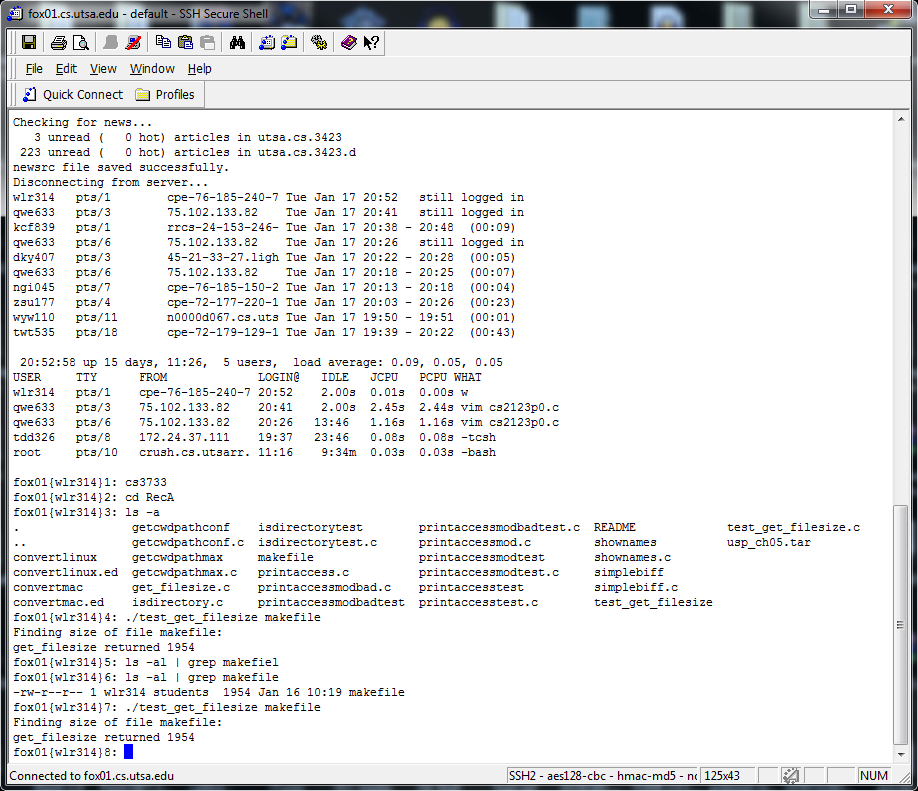 fox01.cs.utsa.edu - default - SSH Secure Shell
File Edit View Window Help
Quick Connect Profiles
Checking for news...
   3 unread (   0 hot) articles in utsa.cs.3423
 223 unread (   0 hot) articles in utsa.cs.3423.d
newsrc file saved successfully.
Disconnecting from server...
wlr314   pts/1        cpe-76-185-240-7 Tue Jan 17 20:52   still logged in
qwe633   pts/3        75.102.133.82    Tue Jan 17 20:41   still logged in
kcf839   pts/1        rrcs-24-153-246- Tue Jan 17 20:38 - 20:48  (00:09)
qwe633   pts/6        75.102.133.82    Tue Jan 17 20:26   still logged in
dky407   pts/3        45-21-33-27.ligh Tue Jan 17 20:22 - 20:28  (00:05)
qwe633   pts/6        75.102.133.82    Tue Jan 17 20:18 - 20:25  (00:07)
ngi045   pts/7        cpe-76-185-150-2 Tue Jan 17 20:13 - 20:18  (00:04)
zsu177   pts/4        cpe-72-177-220-1 Tue Jan 17 20:03 - 20:26  (00:23)
wyw110   pts/11       n0000d067.cs.uts Tue Jan 17 19:50 - 19:51  (00:01)
twt535   pts/18       cpe-72-179-129-1 Tue Jan 17 19:39 - 20:22  (00:43)
 20:52:58 up 15 days, 11:26,  5 users,  load average: 0.09, 0.05, 0.05
USER     TTY      FROM             LOGIN@   IDLE   JCPU   PCPU WHAT
wlr314   pts/1    cpe-76-185-240-7 20:52    2.00s  0.01s  0.00s w
qwe633   pts/3    75.102.133.82    20:41    2.00s  2.45s  2.44s vim cs2123p0.c
qwe633   pts/6    75.102.133.82    20:26   13:46   1.16s  1.16s vim cs2123p0.c
tdd326   pts/8    172.24.37.111    19:37   23:46   0.08s  0.08s -tcsh
root     pts/10   crush.cs.utsarr. 11:16    9:34m  0.03s  0.03s -bash
fox01{wlr314}1: cs3733
fox01{wlr314}2: cd RecA
fox01{wlr314}3: ls -a
.                getcwdpathconf    isdirectorytest        printaccessmodbadtest.c  README             test_get_filesize.c
..               getcwdpathconf.c  isdirectorytest.c      printaccessmod.c         shownames          usp_ch05.tar
convertlinux     getcwdpathmax     makefile               printaccessmodtest       shownames.c
convertlinux.ed  getcwdpathmax.c   printaccess.c          printaccessmodtest.c     simplebiff
convertmac       get_filesize.c    printaccessmodbad.c    printaccesstest          simplebiff.c
convertmac.ed    isdirectory.c     printaccessmodbadtest  printaccesstest.c        test_get_filesize
fox01{wlr314}4: ./test_get_filesize makefile
Finding size of file makefile:
get_filesize returned 1954
fox01{wlr314}5: ls -al | grep makefiel
fox01{wlr314}6: ls -al | grep makefile
-rw-r--r-- 1 wlr314 students  1954 Jan 16 10:19 makefile
fox01{wlr314}7: ./test_get_filesize makefile
Finding size of file makefile:
get_filesize returned 1954
fox01{wlr314}8:
Connected to fox01.cs.utsa.edu SSH2 - aes128-cbc - hmac-md5 - 125x43 NUM